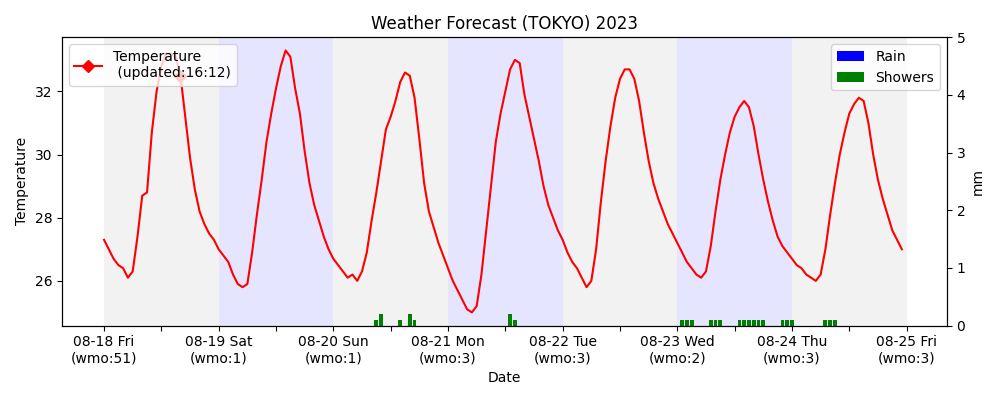 Weather Forecast (TOKYO) 2023
Temperature
(updated:16:12)
Rain
Showers
Temperature
32
30
28
26
5
4
3
2
1
0
mm
08-18 Fri
(wmo:51)
08-19 Sat
(wmo:1)
08-20 Sun
(wmo:1)
08-21 Mon
(wmo:3)
08-22 Tue
(wmo:3)
08-23 Wed
(wmo:2)
08-24 Thu
(wmo:3)
08-25 Fri
(wmo:3)
Date